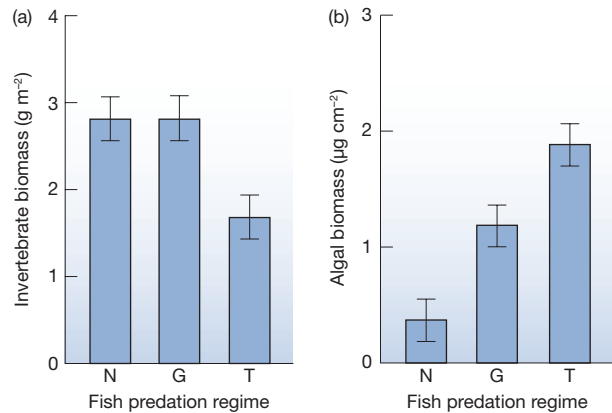 (a)
4
3
2
1
0
Invertebrate biomass (g m⁻²)
N G T
Fish predation regime
(b)
3
2
1
0
Algal biomass (µg cm⁻²)
N G T
Fish predation regime